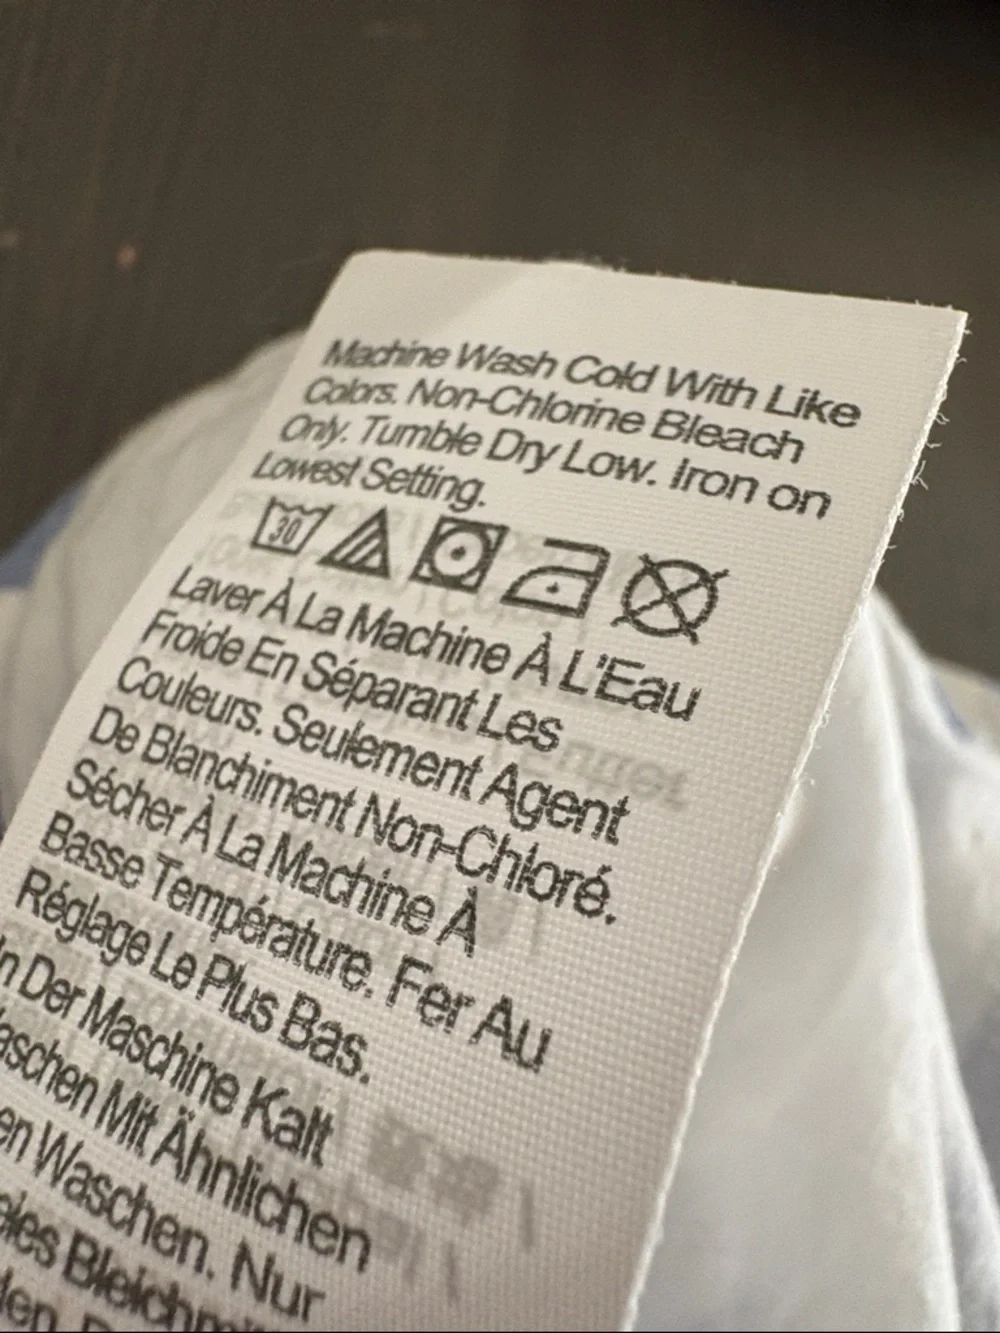 Machine Wash Cold With Like
Colors. Non-Chlorine Bleach
Only. Tumble Dry Low. Iron on
Lowest Setting.
30
Laver À La Machine À L'Eau
Froide En Séparant Les
Couleurs. Seulement Agent
De Blanchiment Non-Chloré.
Sécher À La Machine À
Basse Température. Fer Au
Réglage Le Plus Bas.
In Der Maschine Kalt
Mit Ähnlichen
Waschen. Nur